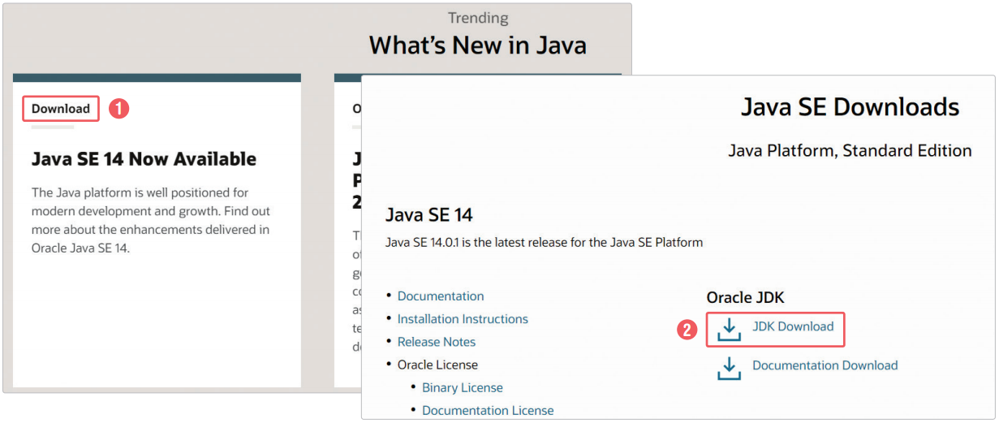 Trending
What's New in Java
Download
1
Java SE 14 Now Available
The Java platform is well positioned for
modern development and growth. Find out
more about the enhancements delivered in
Oracle Java SE 14.
Java SE Downloads
Java Platform, Standard Edition
Java SE 14
Java SE 14.0.1 is the latest release for the Java SE Platform
• Documentation
• Installation Instructions
• Release Notes
• Oracle License
• Binary License
• Documentation License
Oracle JDK
2
JDK Download
Documentation Download